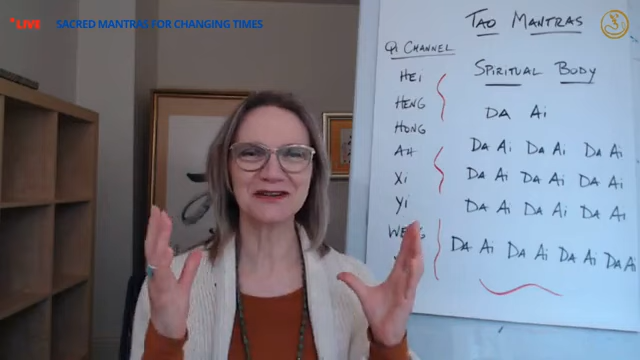 LIVE SACRED MANTRAS FOR CHANGING TIMES
TAO MANTRAS
QI CHANNEL
HEI
HENG
HONG
AH
XI
YI
WENG
SPIRITUAL BODY
DA Ai
DA Ai DA Ai DA Ai
DA Ai DA Ai DA Ai
DA Ai DA Ai DA Ai
DA Ai DA Ai DA Ai DA Ai